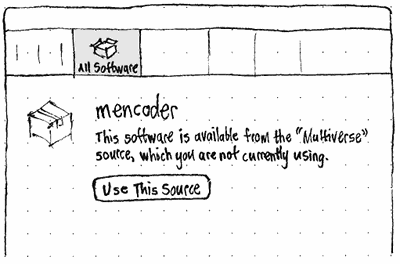 All Software
mencoder
This software is available from the "Multiverse"
source, which you are not currently using.
Use This Source